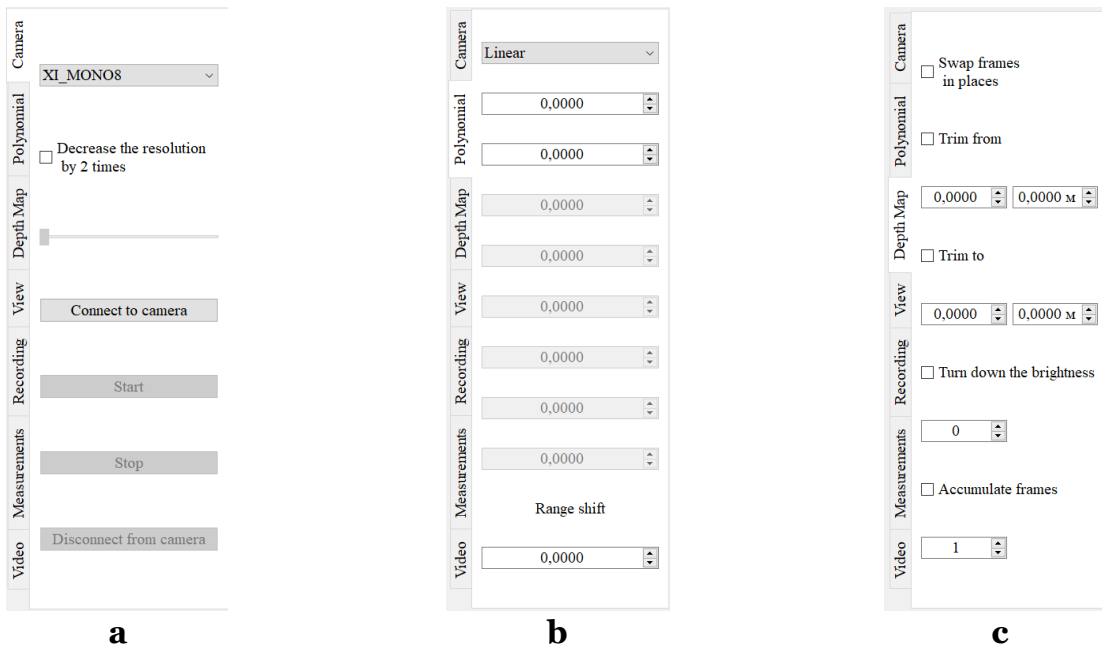 Camera
Polynomial
Depth Map
View
Recording
Measurements
Video
XI_MONO8
Decrease the resolution
by 2 times
Connect to camera
Start
Stop
Disconnect from camera
a
Camera
Polynomial
Depth Map
View
Recording
Measurements
Video
Linear
0,0000
0,0000
0,0000
0,0000
0,0000
0,0000
0,0000
0,0000
Range shift
0,0000
b
Camera
Polynomial
Depth Map
View
Recording
Measurements
Video
Swap frames
in places
Trim from
0,0000 0,0000 м
Trim to
0,0000 0,0000 м
Turn down the brightness
0
Accumulate frames
1
c